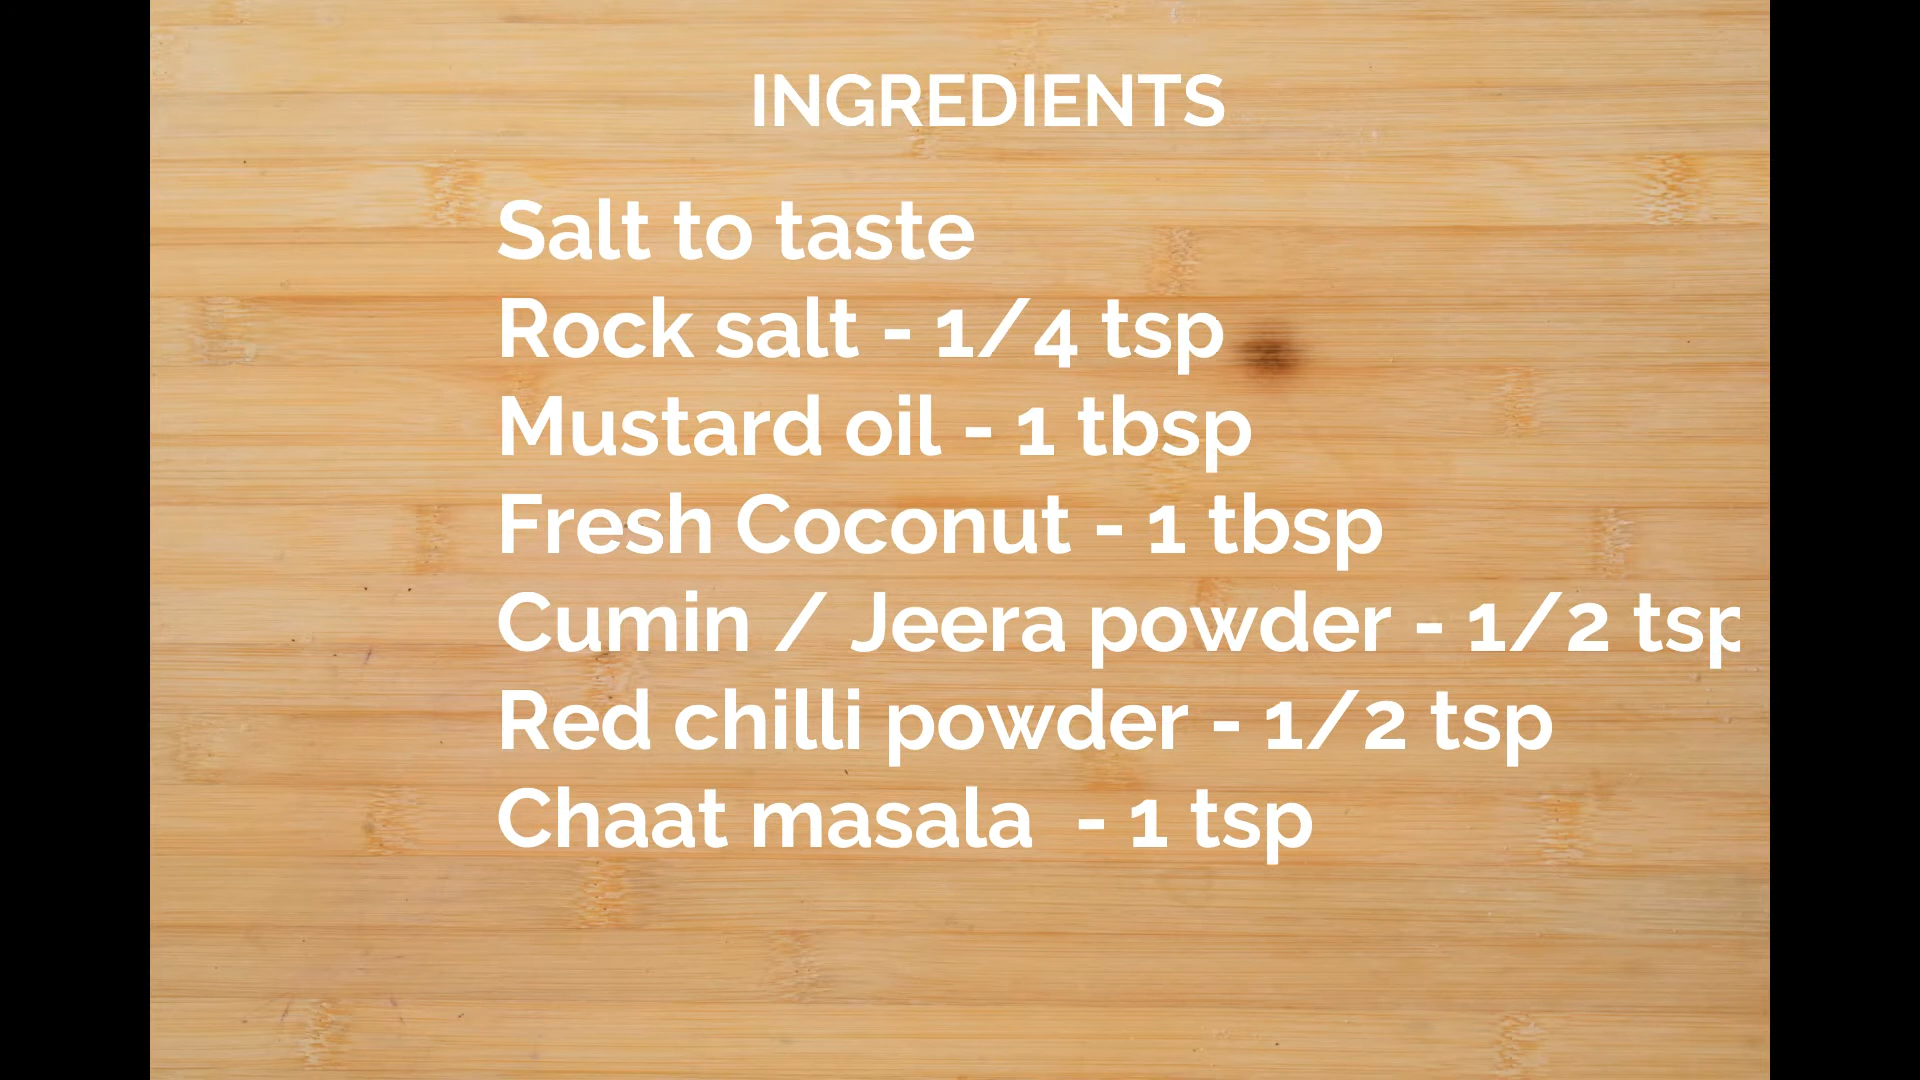 INGREDIENTS
Salt to taste
Rock salt - 1/4 tsp
Mustard oil - 1 tbsp
Fresh Coconut - 1 tbsp
Cumin / Jeera powder - 1/2 tsp
Red chilli powder - 1/2 tsp
Chaat masala  - 1 tsp